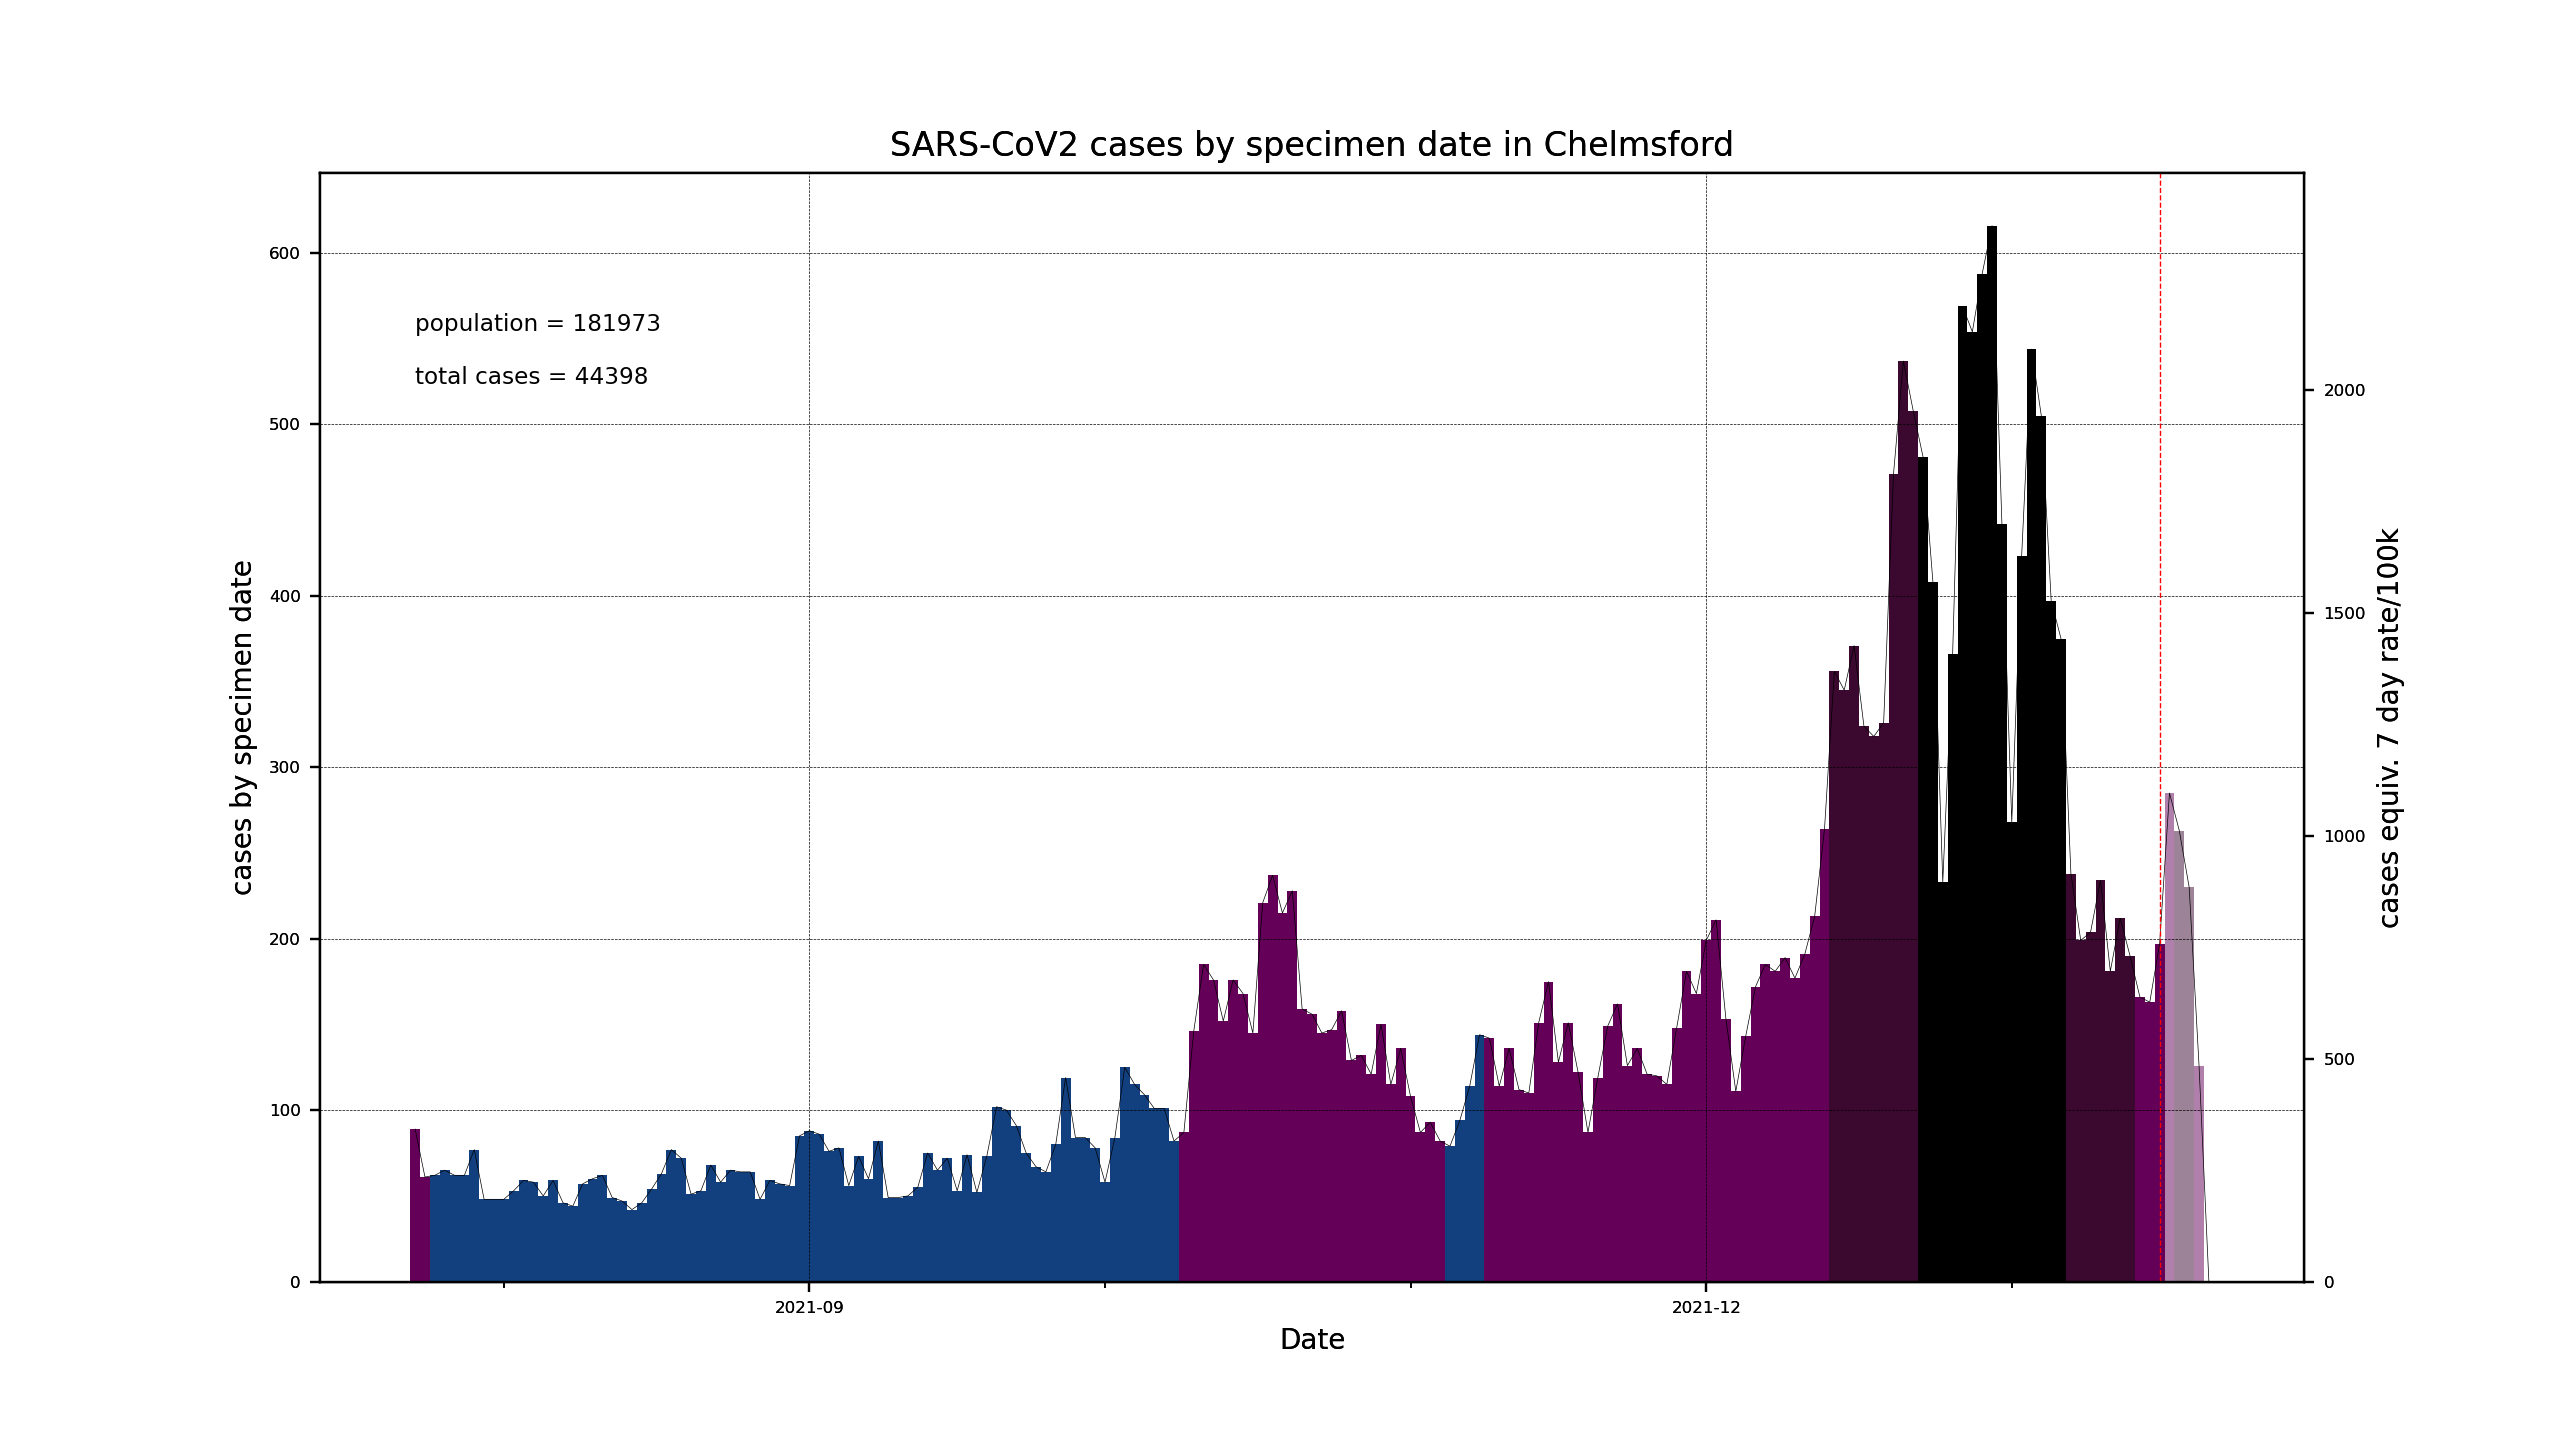 SARS-CoV2 cases by specimen date in Chelmsford
population = 181973
total cases = 44398
cases by specimen date
600
500
400
300
200
100
0
2000
1500
1000
500
0
cases equiv. 7 day rate/100k
2021-09
2021-12
Date